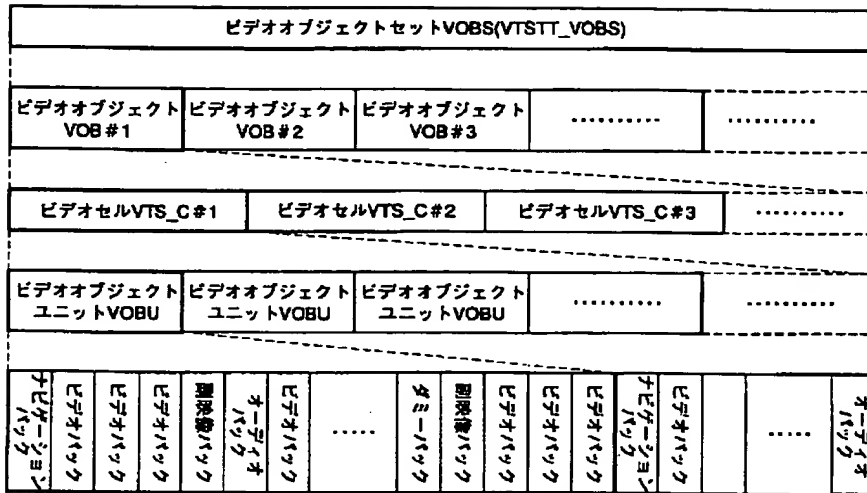 ビデオオブジェクトセットVOBS(VTSTT_VOBS)
ビデオオブジェクト
VOB#1
ビデオオブジェクト
VOB#2
ビデオオブジェクト
VOB#3
..........
..........
ビデオセルVTS_C#1
ビデオセルVTS_C#2
ビデオセルVTS_C#3
..........
ビデオオブジェクト
ユニットVOBU
ビデオオブジェクト
ユニットVOBU
ビデオオブジェクト
ユニットVOBU
..........
..........
ナビゲーション
パック
ビデオパック
ビデオパック
ビデオパック
副映像パック
オーディオ
パック
ビデオパック
.....
ダミーパック
副映像パック
ビデオパック
ビデオパック
ナビゲーション
パック
ビデオパック
.....
オーディオ
パック